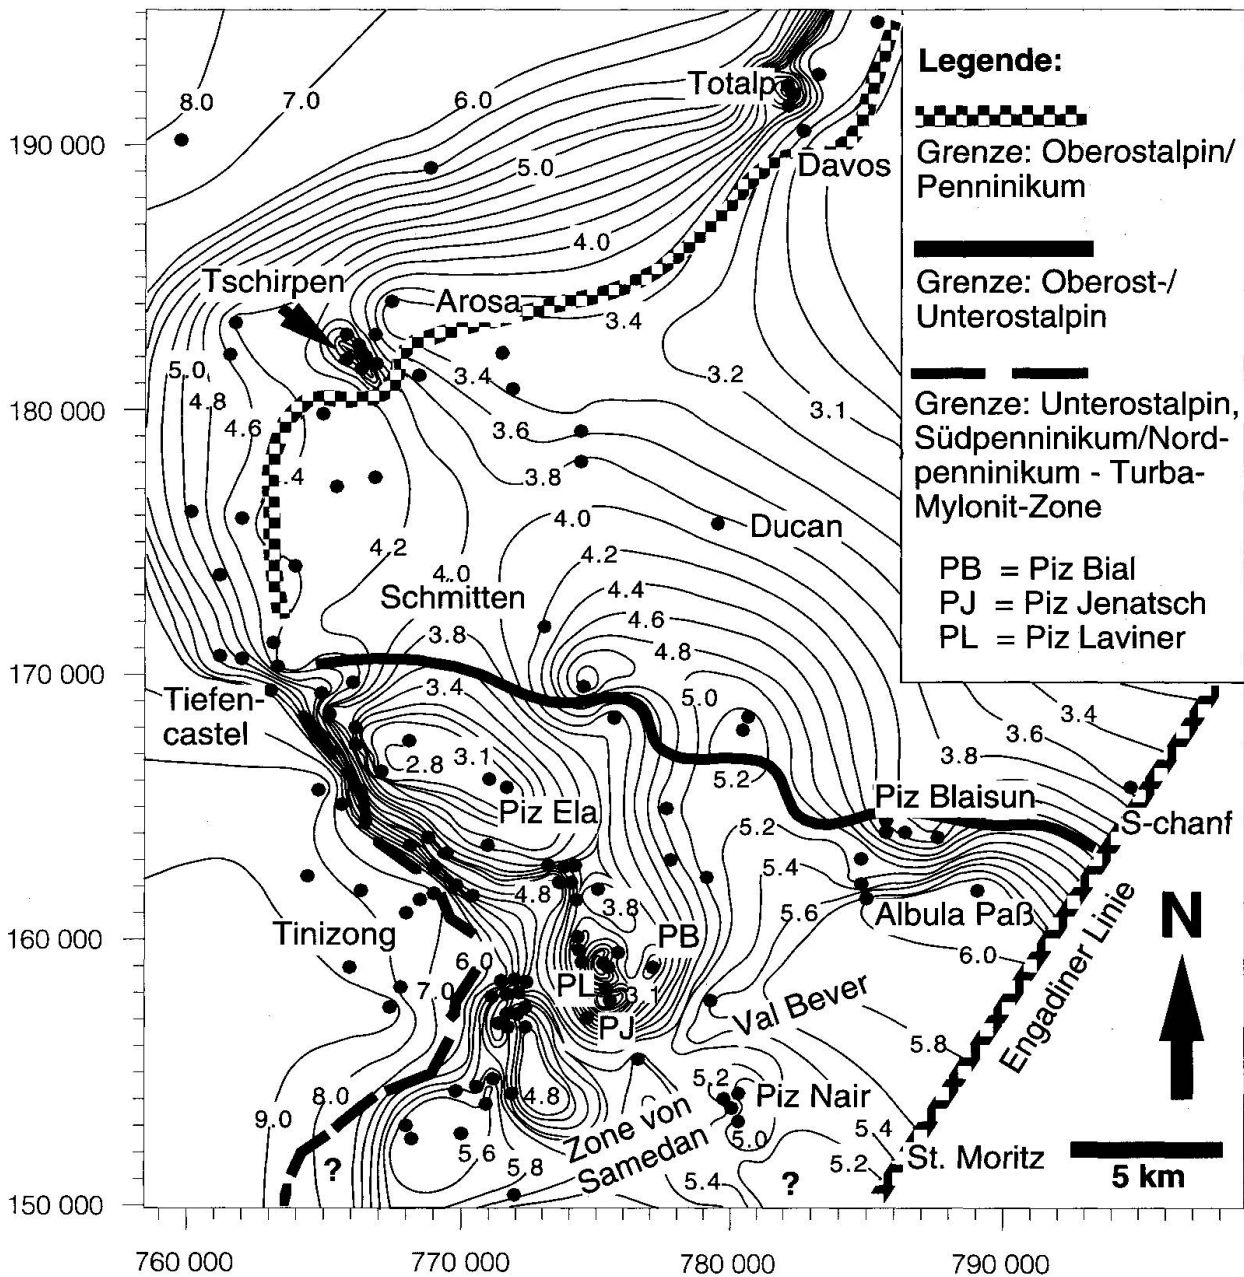 8.0
7.0
6.0
Totalp
Legende:
190 000
Grenze: Oberostalpin/
Penninikum
5.0
Davos
4.0
Tschirpen
Arosa
3.4
Grenze: Oberost-/
Unterostalpin
5.0
4.8
4.6
3.4
3.2
3.1
180 000
3.6
Grenze: Unterostalpin,
Südpenninikum/Nord-
penninikum - Turba-
Mylonit-Zone
.4
3.8
4.0
Ducan
4.2
4.0
4.2
4.4
PB = Piz Bial
Schmitten
4.6
PJ = Piz Jenatsch
3.8
4.8
PL = Piz Laviner
170 000
Tiefen-
castel
3.4
5.0
3.4
3.1
3.6
2.8
3.8
5.2
Piz Ela
Piz Blaisun
S-chanf
5.2
5.4
4.8
3.8
5.6
Albula Paß
N
160 000
Tinizong
PB
6.0
6.0
7.0
PL
3.1
Val Bever
Engadiner Linie
PJ
5.8
8.0
9.0
4.8
5.2
Piz Nair
5.0
5.4
Zone von
Samedan
5.6
5.8
5.4
5.2
St. Moritz
5 km
?
?
150 000
760 000
770 000
780 000
790 000